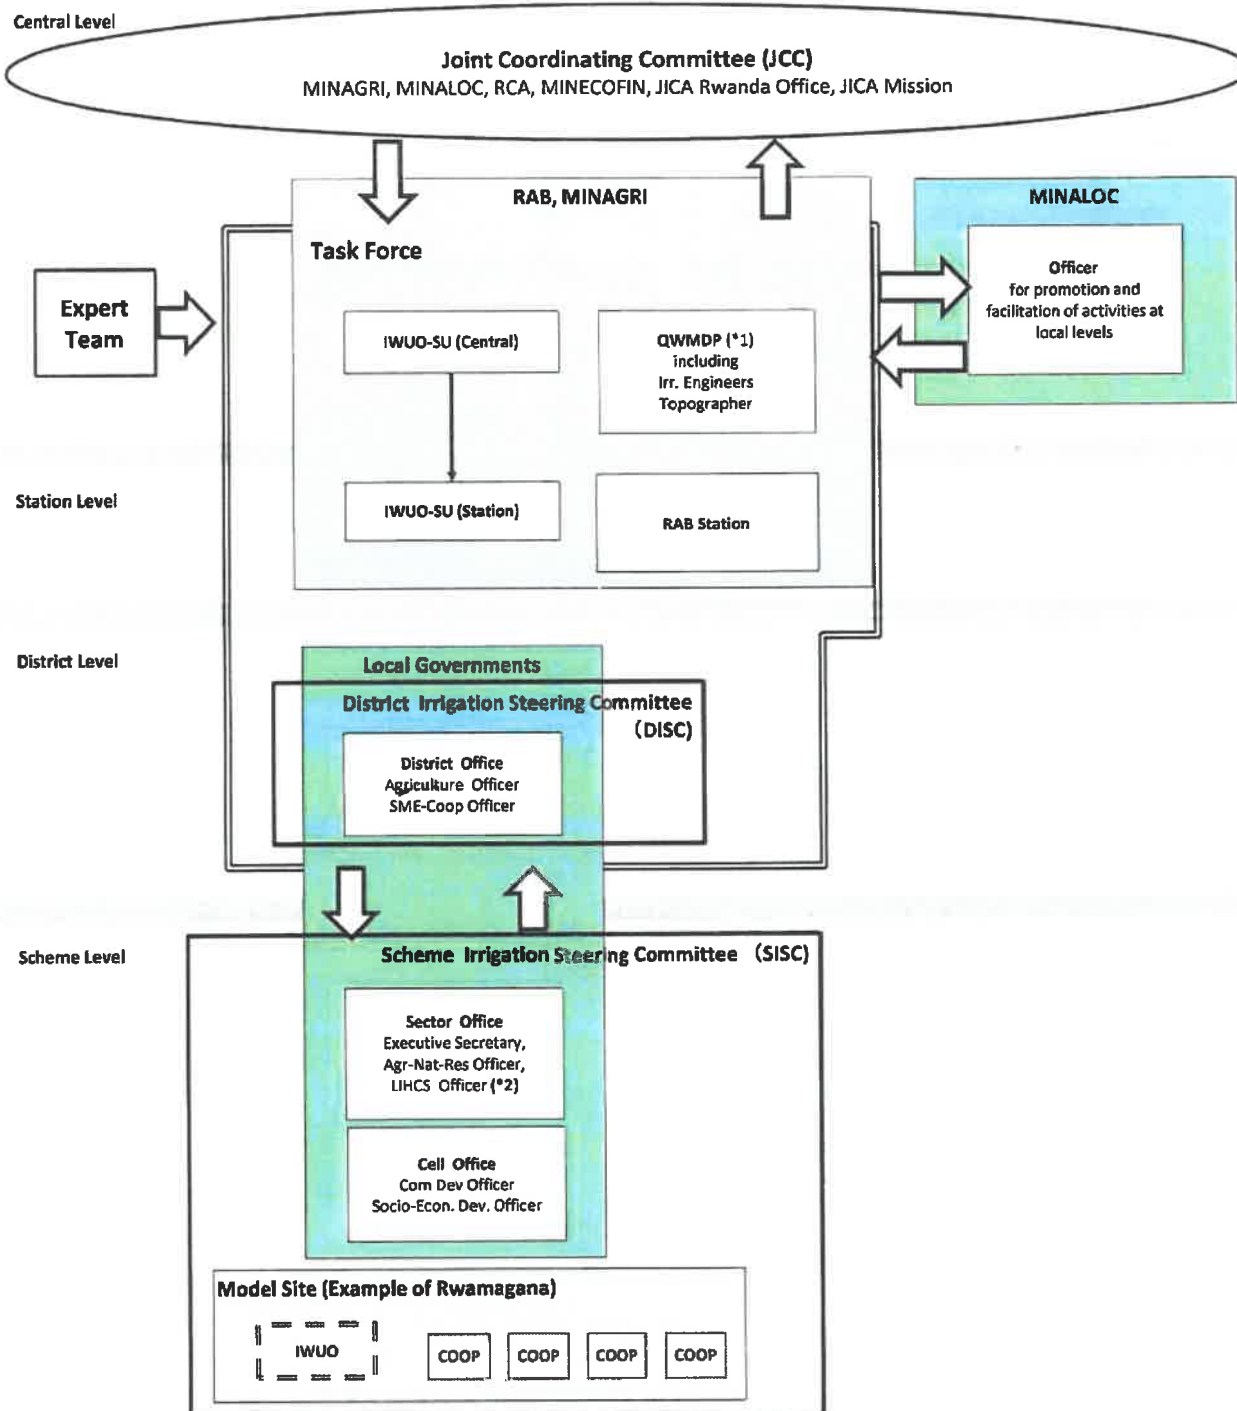 Central Level
Joint Coordinating Committee (JCC)
MINAGRI, MINALOC, RCA, MINECOFIN, JICA Rwanda Office, JICA Mission
RAB, MINAGRI
MINALOC
Task Force
Officer
for promotion and
facilitation of activities at
local levels
Expert
Team
IWUO-SU (Central)
QWMDP (*1)
including
Irr. Engineers
Topographer
Station Level
IWUO-SU (Station)
RAB Station
District Level
Local Governments
District Irrigation Steering Committee
(DISC)
District Office
Agriculture Officer
SME-Coop Officer
Scheme Level
Scheme Irrigation Steering Committee (SISC)
Sector Office
Executive Secretary,
Agr-Nat-Res Officer,
LIHCS Officer (*2)
Cell Office
Com Dev Officer
Socio-Econ. Dev. Officer
Model Site (Example of Rwamagana)
IWUO
COOP COOP COOP COOP